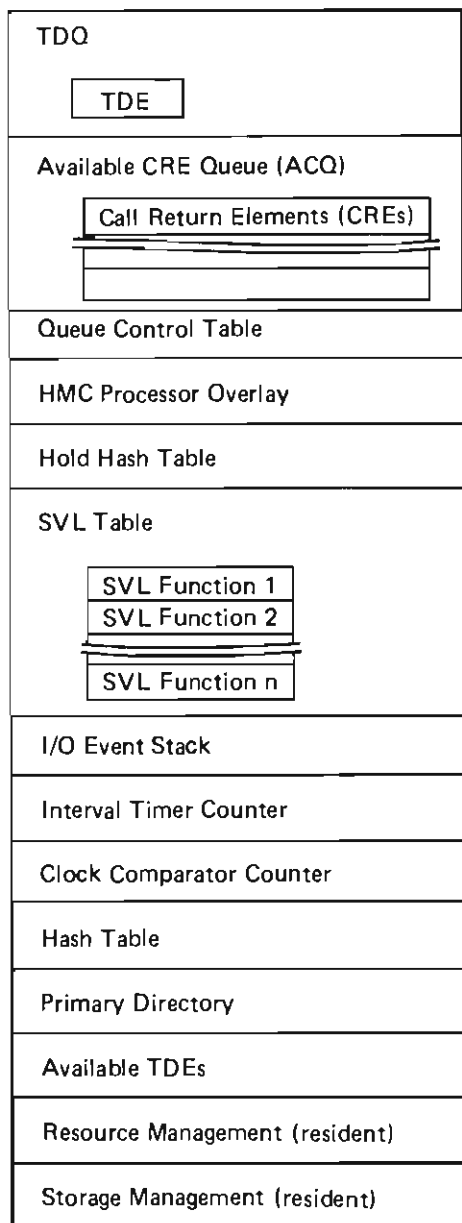 TDQ
TDE
Available CRE Queue (ACQ)
Call Return Elements (CREs)
Queue Control Table
HMC Processor Overlay
Hold Hash Table
SVL Table
SVL Function 1
SVL Function 2
SVL Function n
I/O Event Stack
Interval Timer Counter
Clock Comparator Counter
Hash Table
Primary Directory
Available TDEs
Resource Management (resident)
Storage Management (resident)